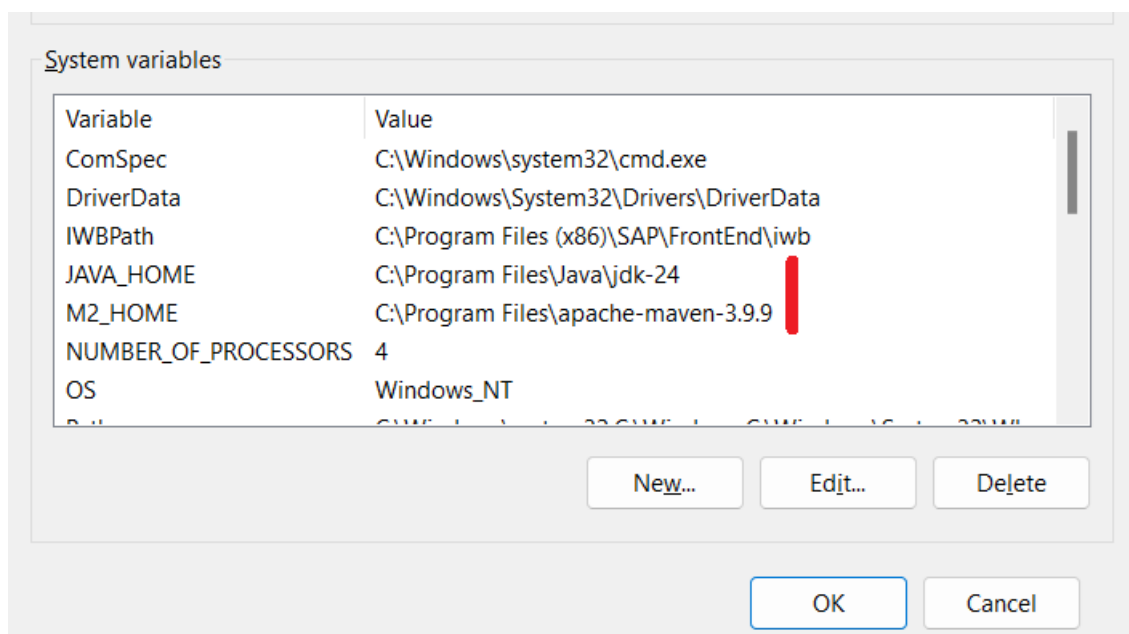 System variables
Variable Value
ComSpec C:\Windows\system32\cmd.exe
DriverData C:\Windows\System32\Drivers\DriverData
IWBPath C:\Program Files (x86)\SAP\FrontEnd\iwb
JAVA_HOME C:\Program Files\Java\jdk-24
M2_HOME C:\Program Files\apache-maven-3.9.9
NUMBER_OF_PROCESSORS 4
OS Windows_NT
New... Edit... Delete
OK Cancel